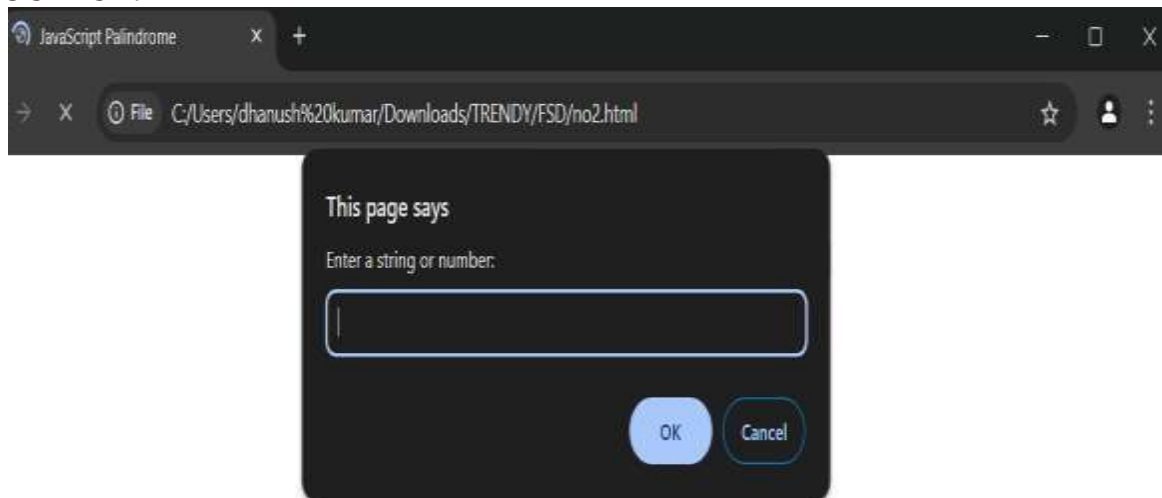 JavaScript Palindrome
File C:/Users/dhanush%20kumar/Downloads/TRENDY/FSD/no2.html
This page says
Enter a string or number:
OK Cancel